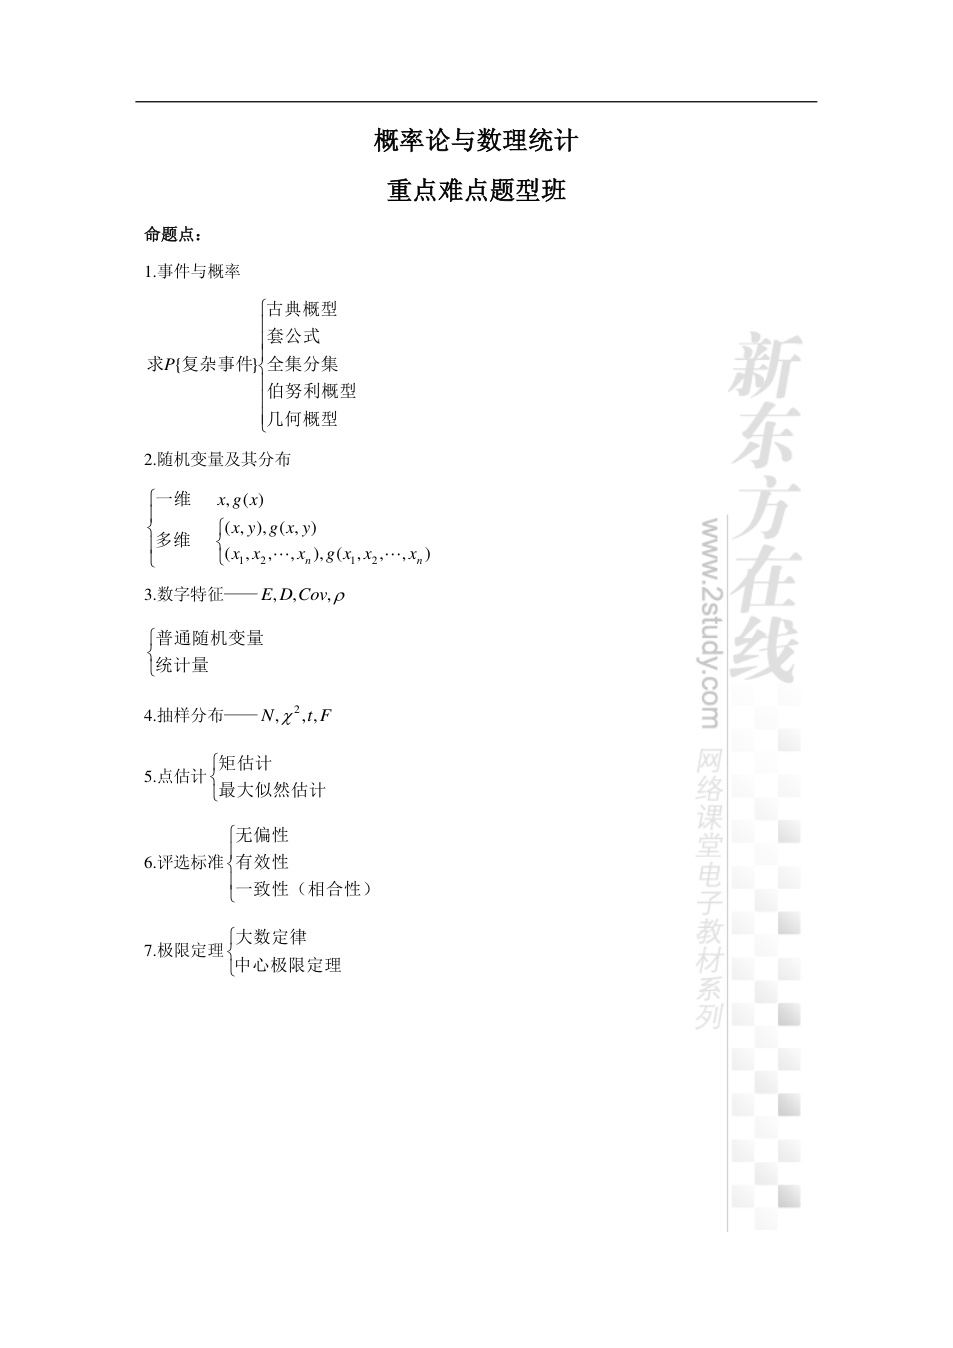 概率论与数理统计
重点难点题型班
命题点：
1.事件与概率
求P{复杂事件}
古典概型
套公式
全集分集
伯努利概型
几何概型
2.随机变量及其分布
一维 x, g(x)
多维
(x, y), g(x, y)
(x₁, x₂, ⋯, xₙ), g(x₁, x₂, ⋯, xₙ)
3.数字特征—— E, D, Cov, ρ
普通随机变量
统计量
4.抽样分布—— N, χ², t, F
5.点估计
矩估计
最大似然估计
6.评选标准
无偏性
有效性
一致性（相合性）
7.极限定理
大数定律
中心极限定理
新东方在线
www.2study.com
网络课堂电子教材系列